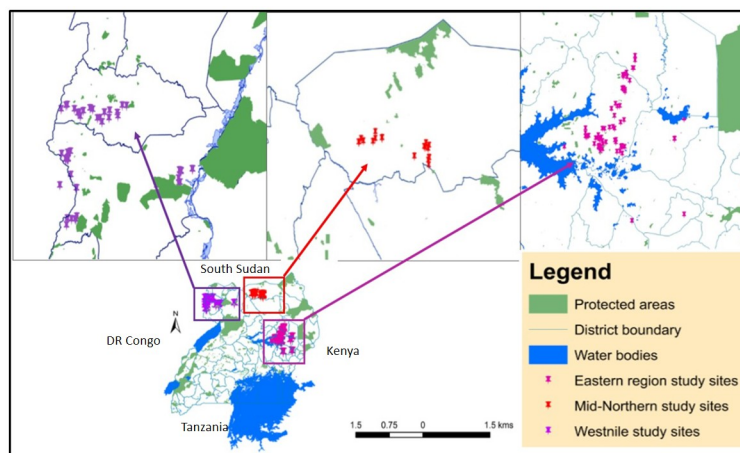 South Sudan
N
DR Congo
Kenya
Tanzania
1.5 0.75 0 1.5 kms
Legend
Protected areas
District boundary
Water bodies
Eastern region study sites
Mid-Northern study sites
Westnile study sites